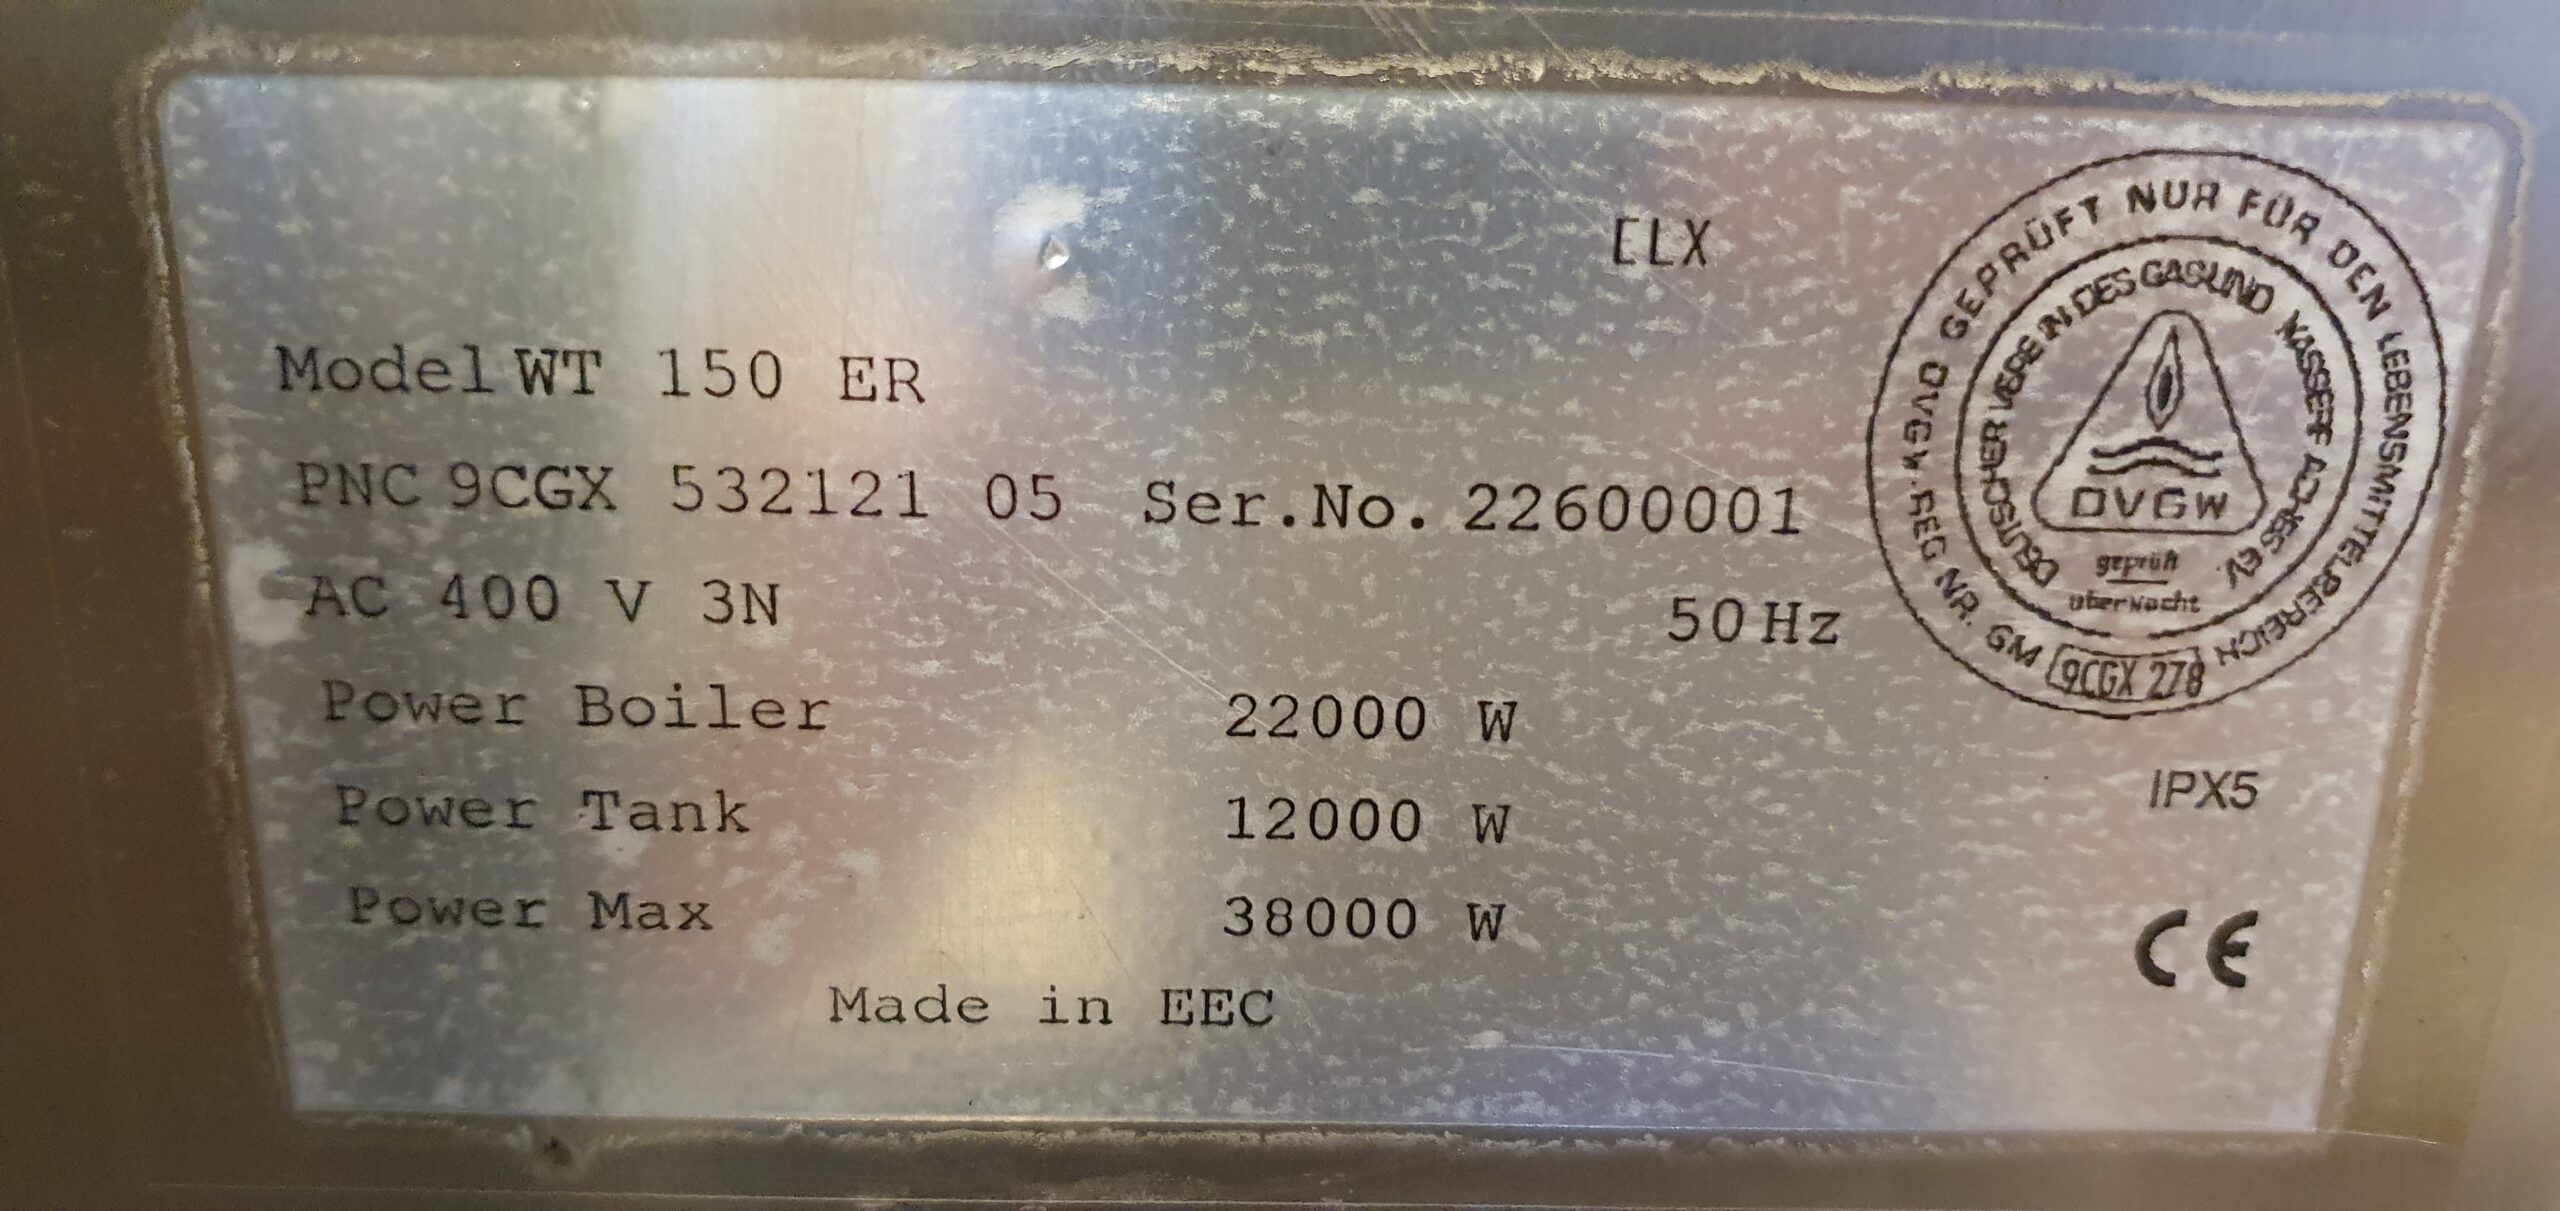 ELX
Model WT 150 ER
PNC 9CGX 532121 05 Ser.No. 22600001
AC 400 V 3N 50 Hz
Power Boiler 22000 W
Power Tank 12000 W
Power Max 38000 W
Made in EEC
DVGW-REG NR. GM 9CGX 278
DVGW GEPRÜFT NUR FÜR DEN LEBENSMITTELBEREICH
DEUTSCHER VEREIN DES GAS UND WASSERFACHES E.V.
DVGW
geprüft
überwacht
IPX5
CE